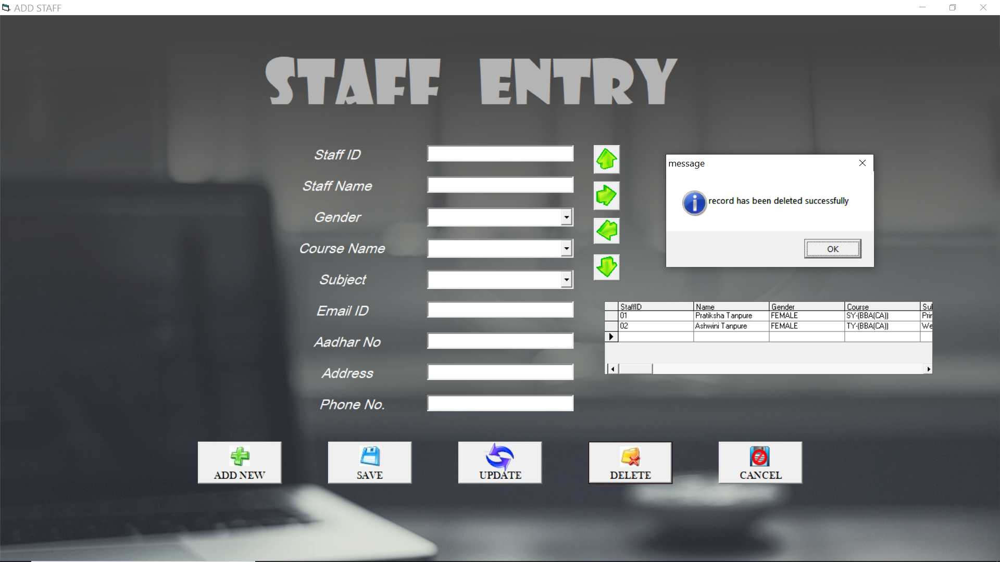 ADD STAFF
STAFF ENTRY
Staff ID
Staff Name
Gender
Course Name
Subject
Email ID
Aadhar No
Address
Phone No.
message
record has been deleted successfully
OK
StaffID Name Gender Course Sul
01 Pratiksha Tanpure FEMALE SY-(BBA(CA)) Prin
02 Ashwini Tanpure FEMALE TY-(BBA(CA)) We
ADD NEW SAVE UPDATE DELETE CANCEL